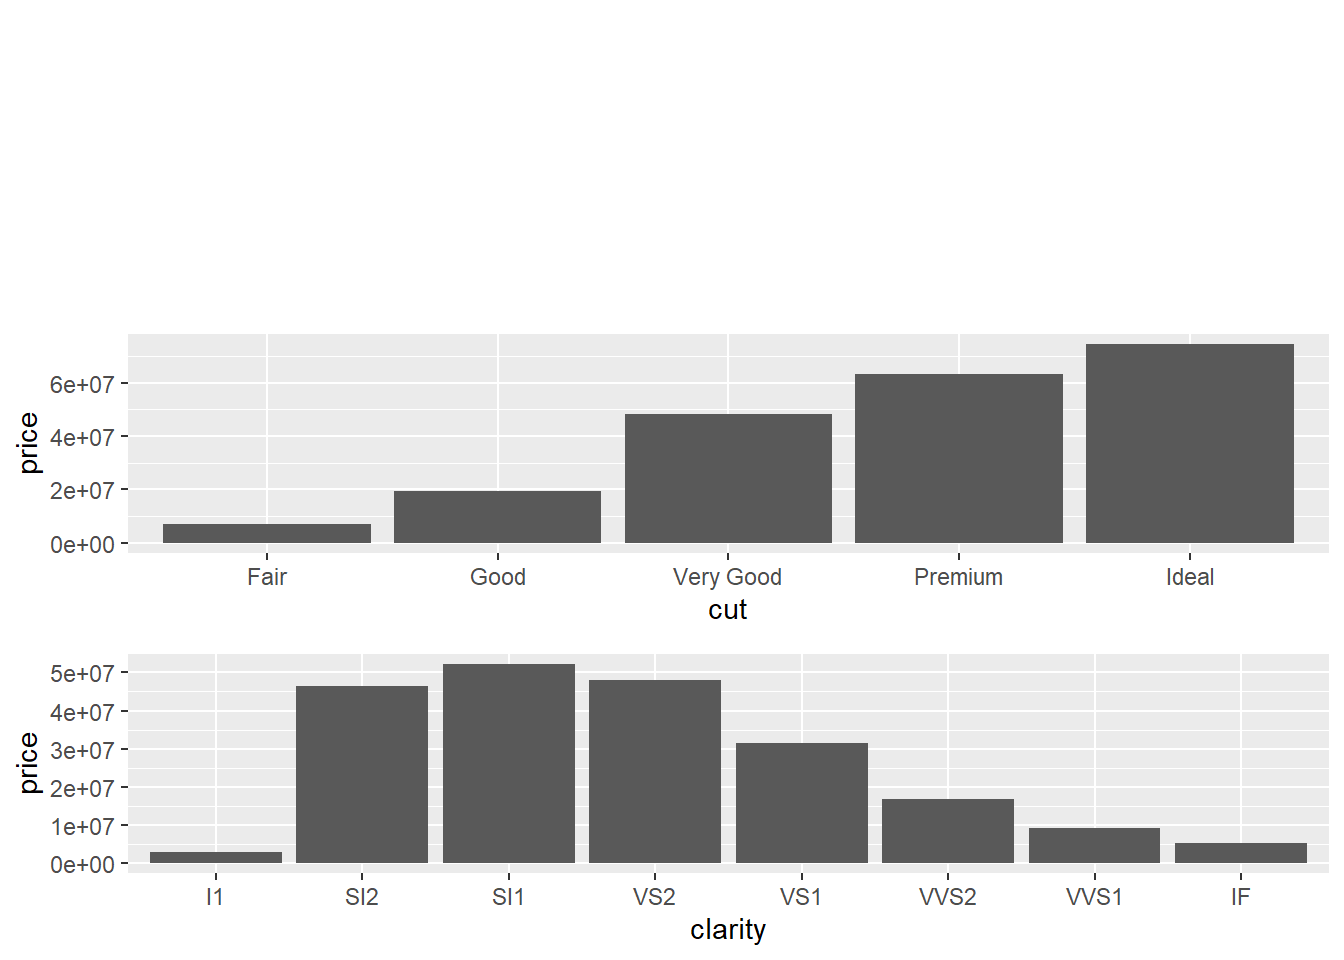 6e+07
4e+07
2e+07
0e+00
price
Fair Good Very Good Premium Ideal
cut
5e+07
4e+07
3e+07
2e+07
1e+07
0e+00
price
I1 SI2 SI1 VS2 VS1 VVS2 VVS1 IF
clarity